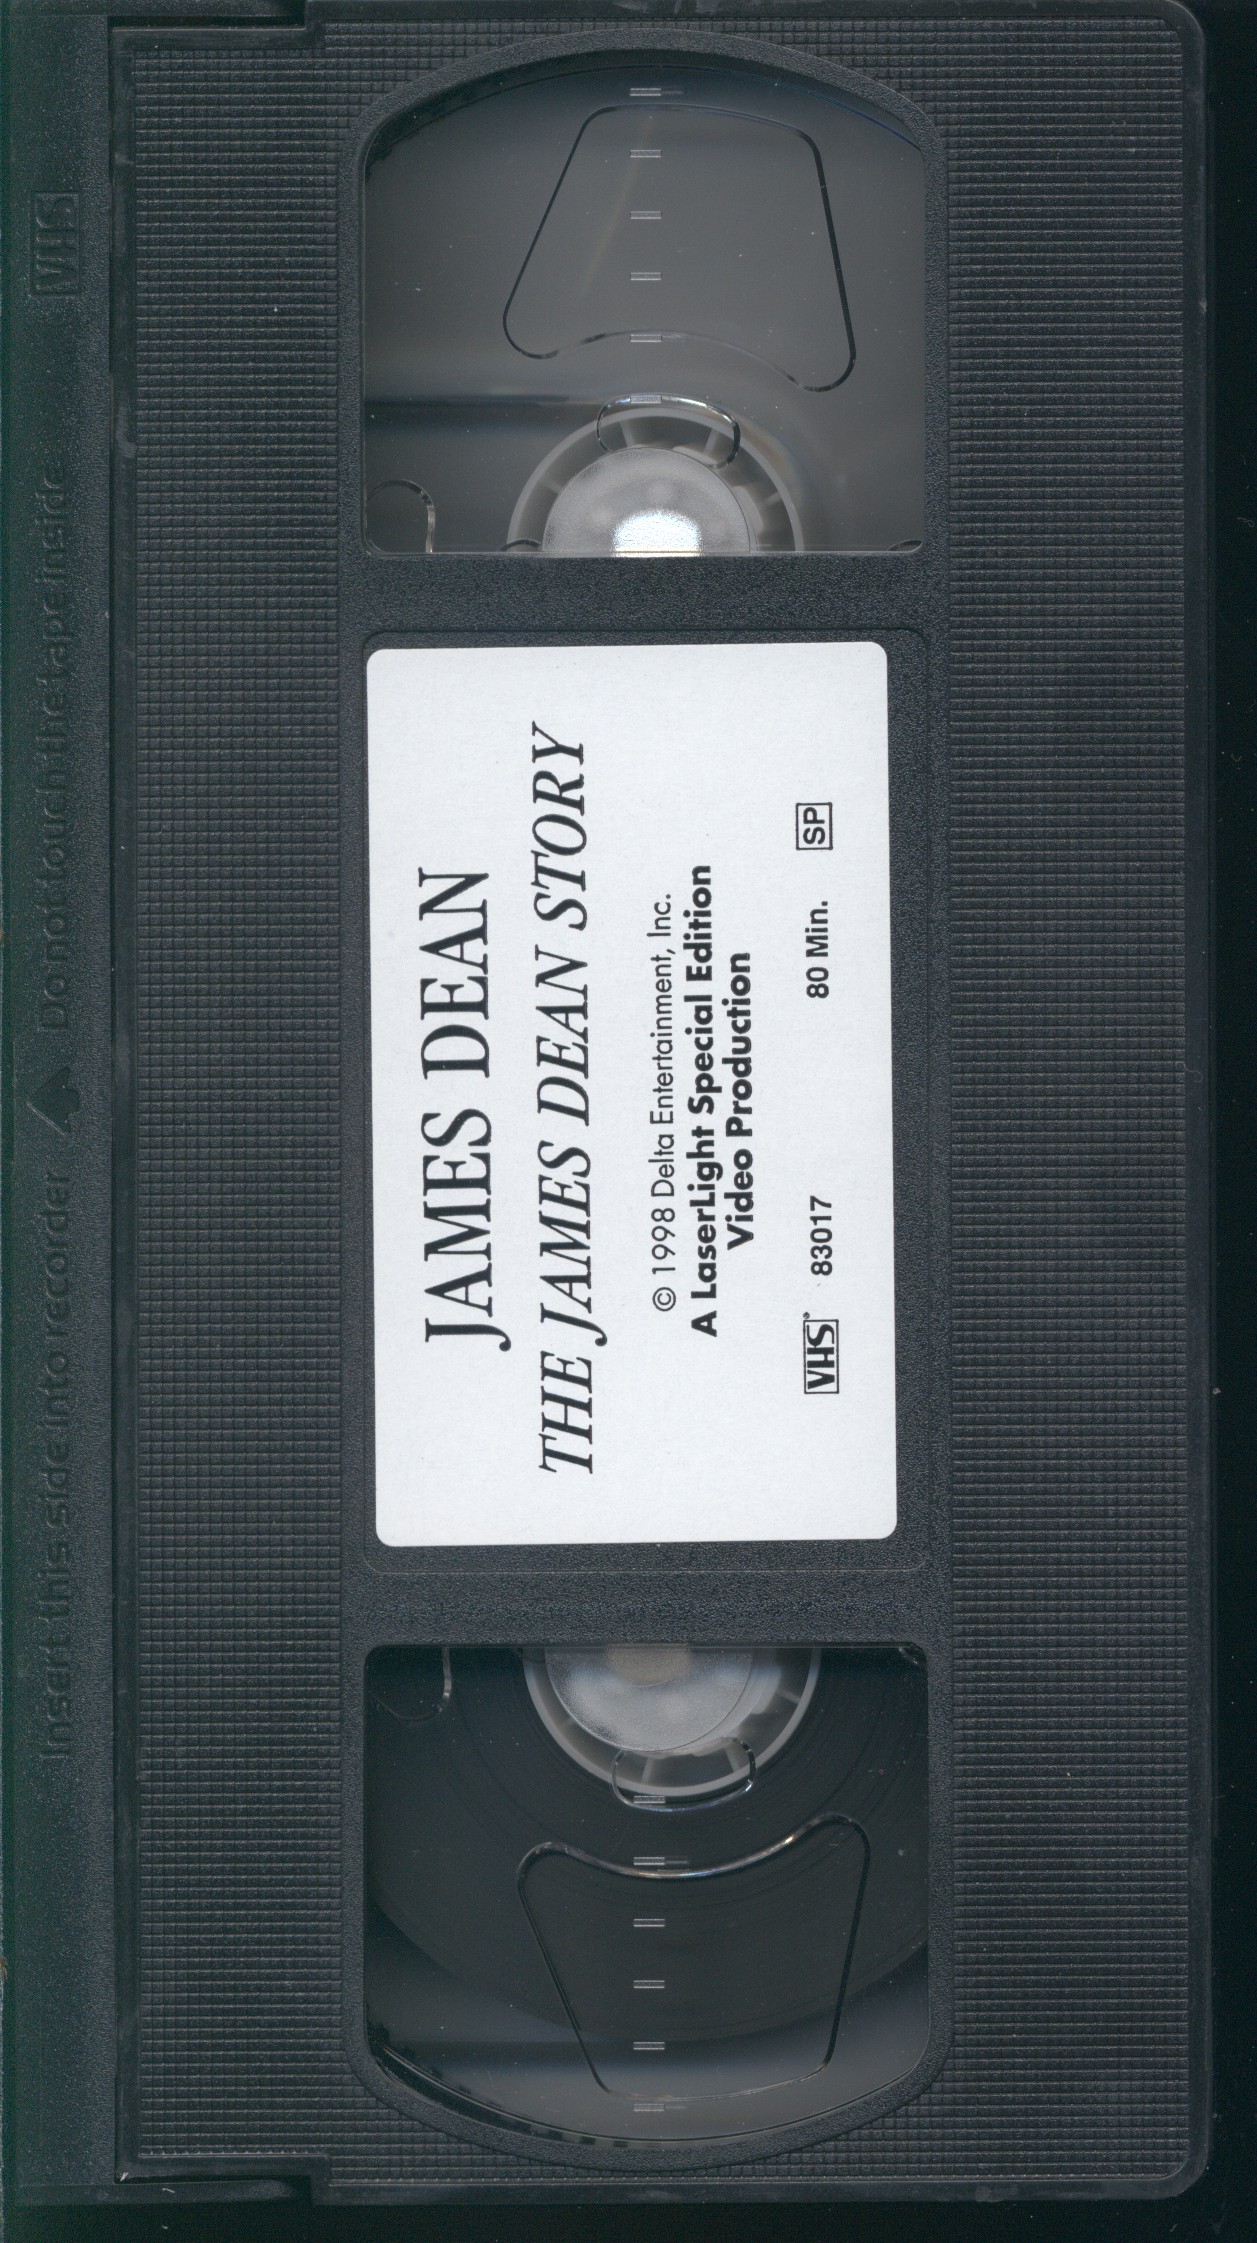 VHS
Insert this side into recorder Do not touch the tape inside
JAMES DEAN
THE JAMES DEAN STORY
© 1998 Delta Entertainment, Inc.
A LaserLight Special Edition
Video Production
VHS 83017 80 Min. SP